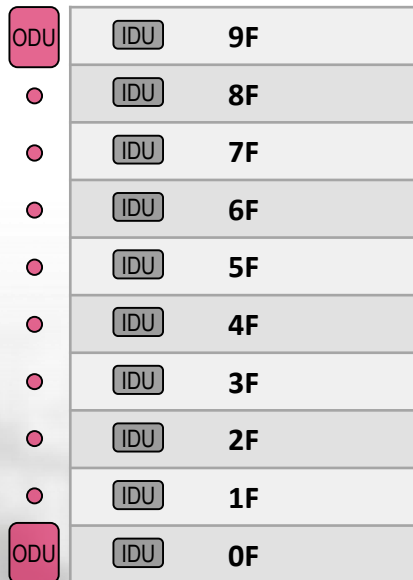 ODU IDU 9F
IDU 8F
IDU 7F
IDU 6F
IDU 5F
IDU 4F
IDU 3F
IDU 2F
IDU 1F
ODU IDU 0F